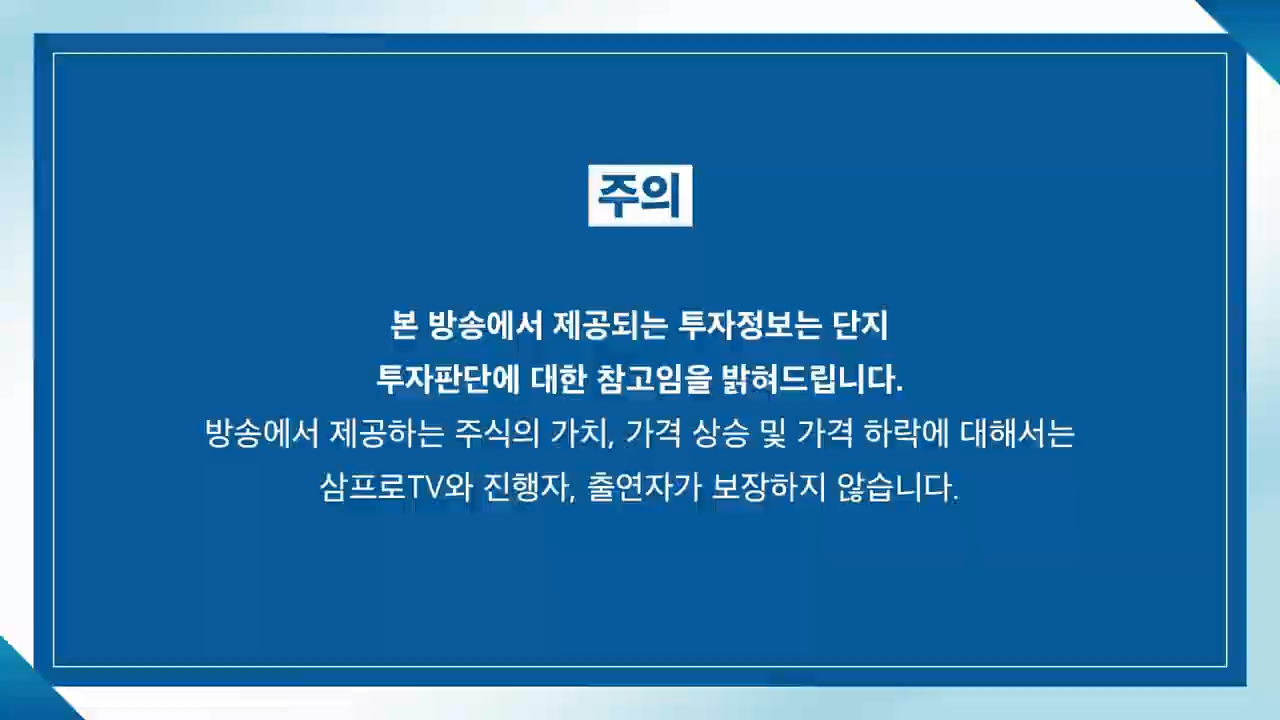 주의
본 방송에서 제공되는 투자정보는 단지
투자판단에 대한 참고임을 밝혀드립니다.
방송에서 제공하는 주식의 가치, 가격 상승 및 가격 하락에 대해서는
삼프로TV와 진행자, 출연자가 보장하지 않습니다.